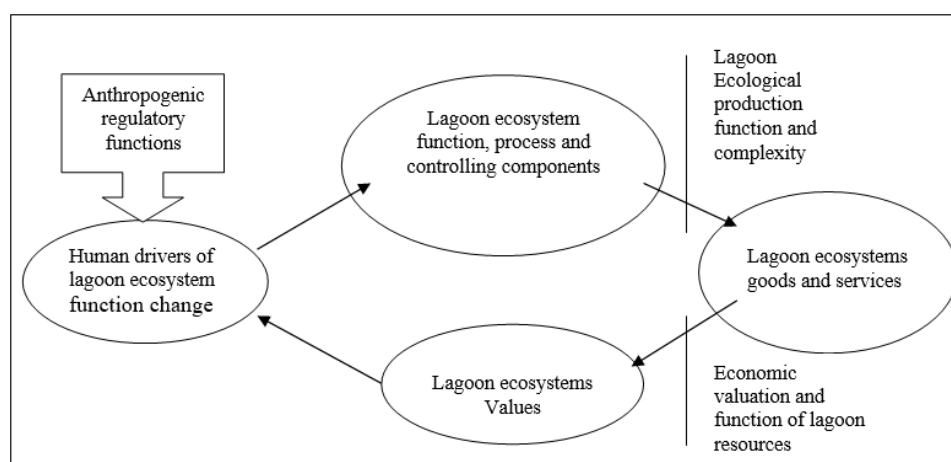 Anthropogenic
regulatory
functions
Lagoon ecosystem
function, process and
controlling components
Lagoon
Ecological
production
function and
complexity
Human drivers of
lagoon ecosystem
function change
Lagoon ecosystems
goods and services
Lagoon ecosystems
Values
Economic
valuation and
function of lagoon
resources